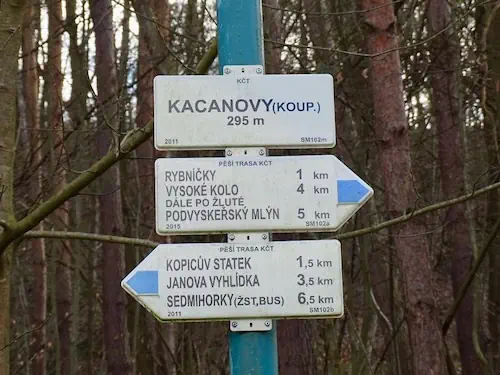 KČT
KACANOVY(KOUP.)
295 m
2011 SM102m
PĚŠÍ TRASA KČT
RYBNÍČKY 1 km
VYSOKÉ KOLO 4 km
DÁLE PO ŽLUTÉ
PODVYSKEŘSKÝ MLÝN 5 km
2015 SM102a
PĚŠÍ TRASA KČT
KOPICŮV STATEK 1,5 km
JANOVA VYHLÍDKA 3,5 km
SEDMIHORKY(ŽST,BUS) 6,5 km
2011 SM102b